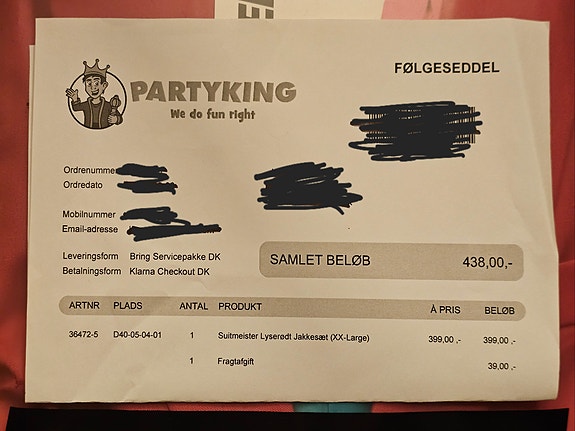 FØLGESEDDEL
PARTYKING
We do fun right
Ordrenummer
Ordredato
Mobilnummer
Email-adresse
Leveringsform Bring Servicepakke DK
Betalingsform Klarna Checkout DK
SAMLET BELØB 438,00,-
ARTNR PLADS ANTAL PRODUKT À PRIS BELØB
36472-5 D40-05-04-01 1 Suitmeister Lyserødt Jakkesæt (XX-Large) 399,00 ,- 399,00 ,-
1 Fragtafgift 39,00 ,-